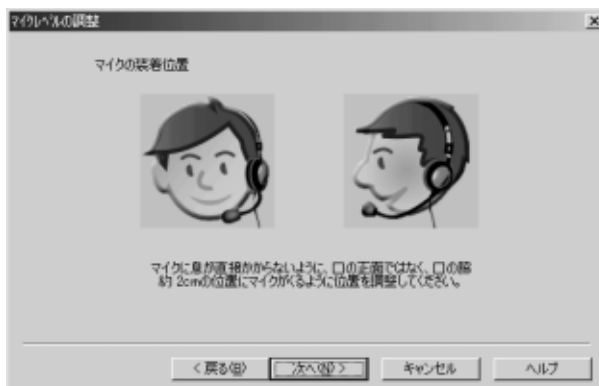 マイクレベルの調整
マイクの装着位置
マイクに息が直接かからないように、口の正面ではなく、口の脇
約 2cmの位置にマイクがくるように位置を調整してください。
< 戻る(B)
次へ(N) >
キャンセル
ヘルプ